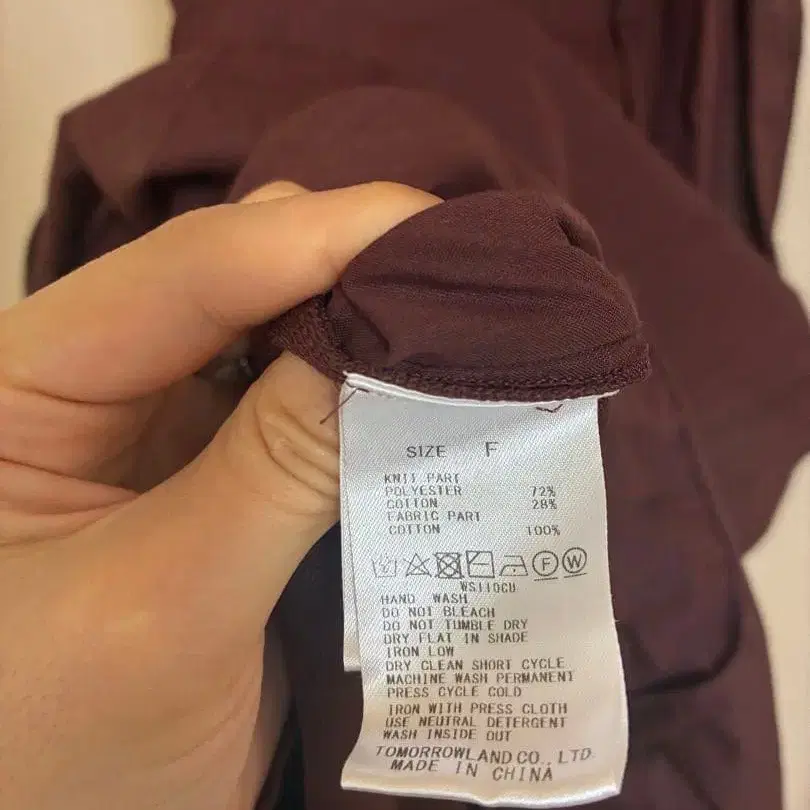 SIZE F
KNIT PART
POLYESTER 72%
COTTON 28%
FABRIC PART
COTTON 100%
F W
WS110CU
HAND WASH
DO NOT BLEACH
DO NOT TUMBLE DRY
DRY FLAT IN SHADE
IRON LOW
DRY CLEAN SHORT CYCLE
MACHINE WASH PERMANENT
PRESS CYCLE COLD
IRON WITH PRESS CLOTH
USE NEUTRAL DETERGENT
WASH INSIDE OUT
TOMORROWLAND CO., LTD.
MADE IN CHINA